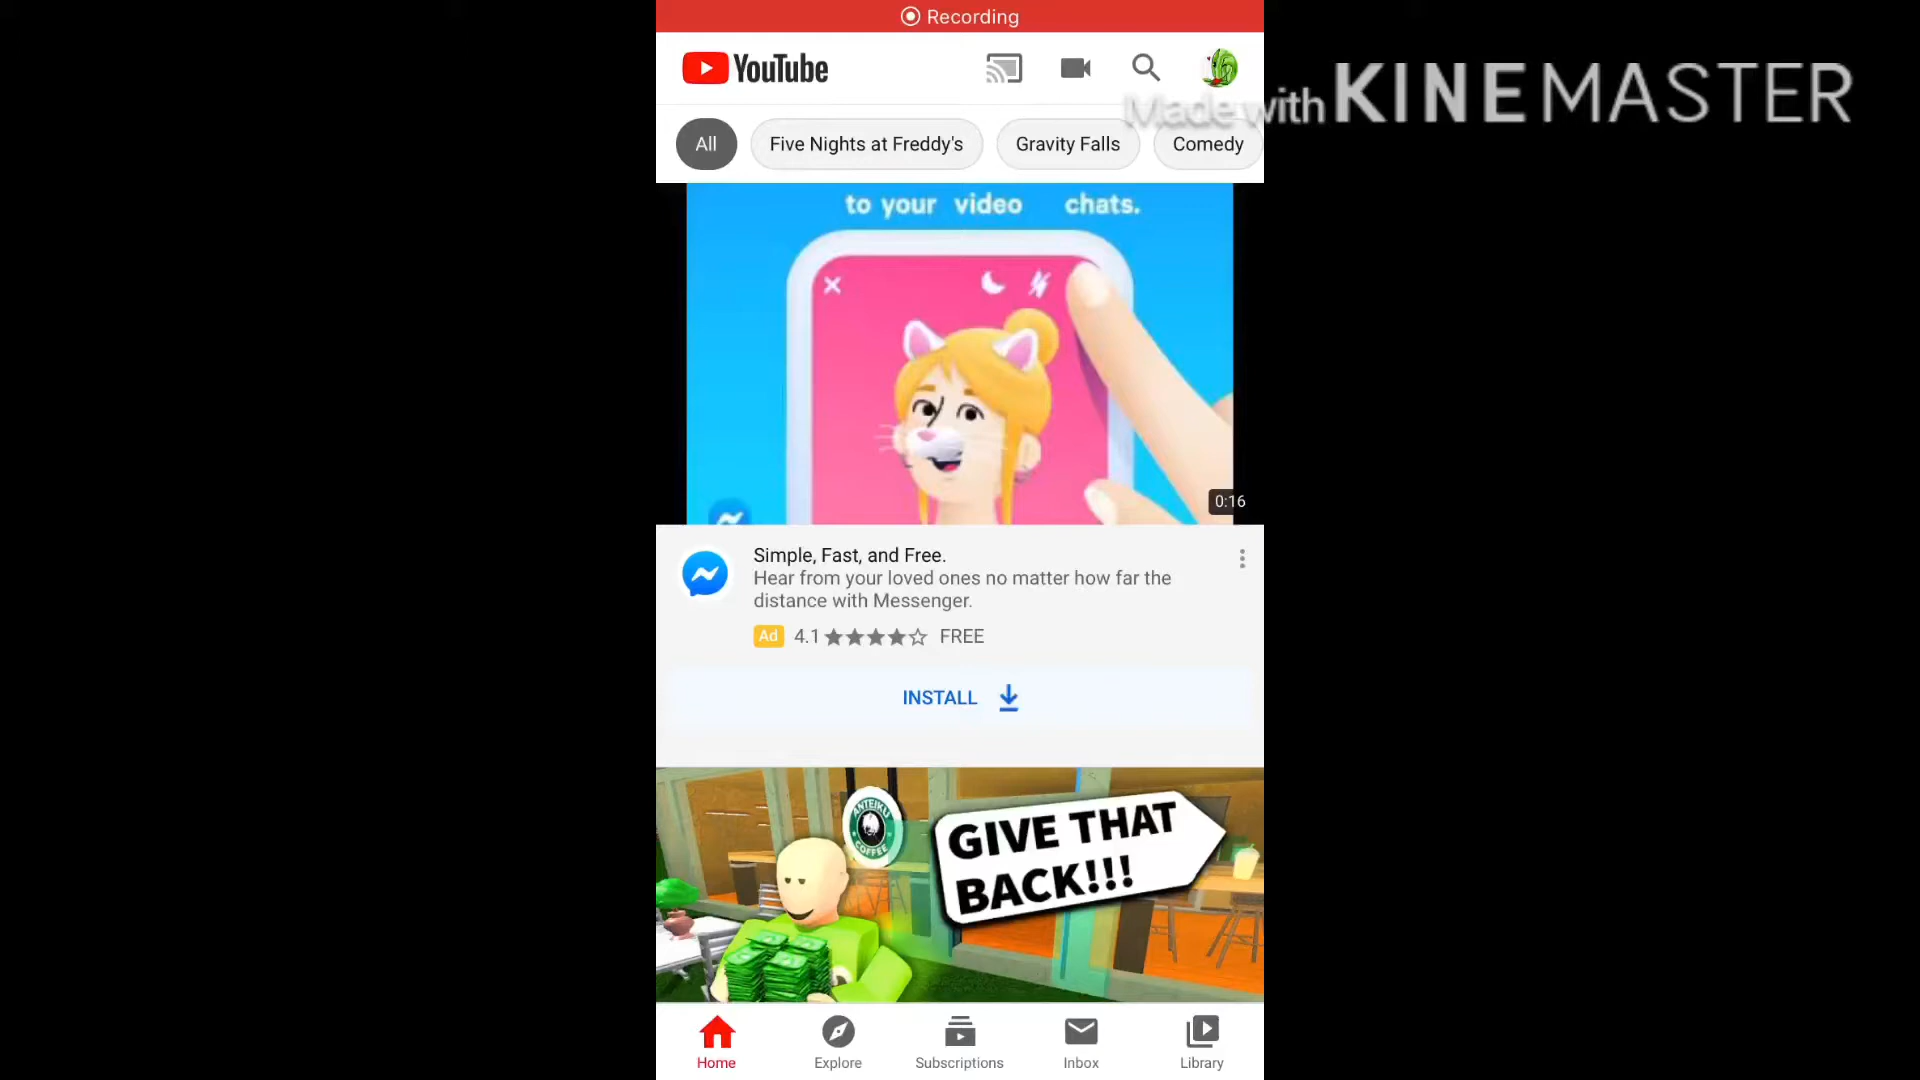 Recording
YouTube
Made with KINEMASTER
All
Five Nights at Freddy's
Gravity Falls
Comedy
to your video chats.
0:16
Simple, Fast, and Free.
Hear from your loved ones no matter how far the
distance with Messenger.
Ad 4.1 FREE
INSTALL
ANTEIKU
COFFEE
GIVE THAT
BACK!!!
Home
Explore
Subscriptions
Inbox
Library